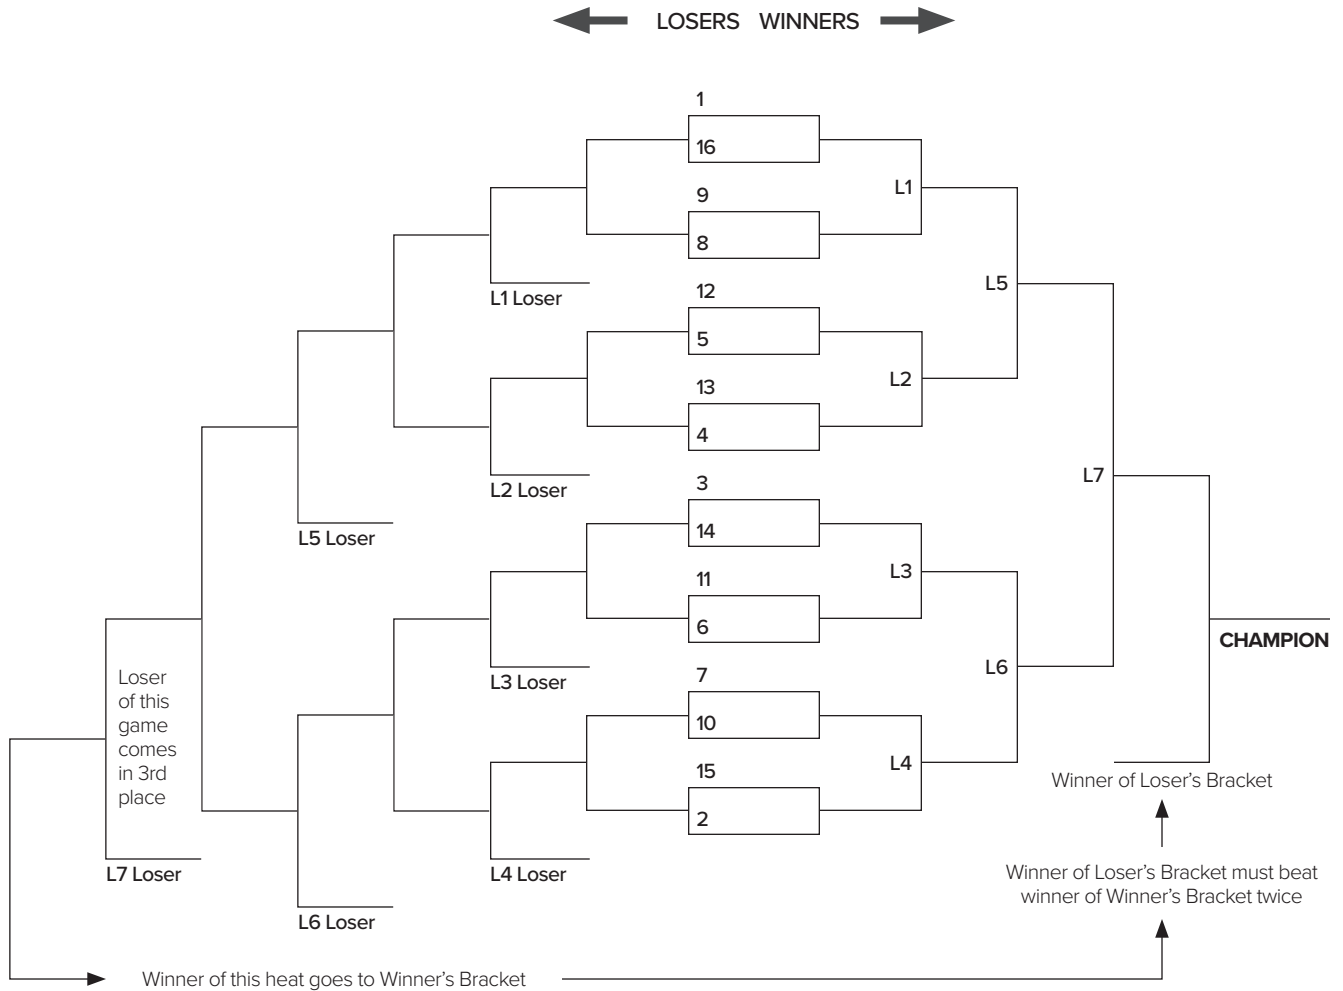 LOSERS WINNERS
1
16
9
L1
8
L5
L1 Loser
12
5
13
L2
4
L7
L2 Loser
3
14
L5 Loser
11
L3
6
CHAMPION
L6
Loser
of this
game
comes
in 3rd
place
L3 Loser
7
10
15
L4
2
Winner of Loser’s Bracket
L7 Loser
L4 Loser
Winner of Loser’s Bracket must beat
winner of Winner’s Bracket twice
L6 Loser
Winner of this heat goes to Winner’s Bracket